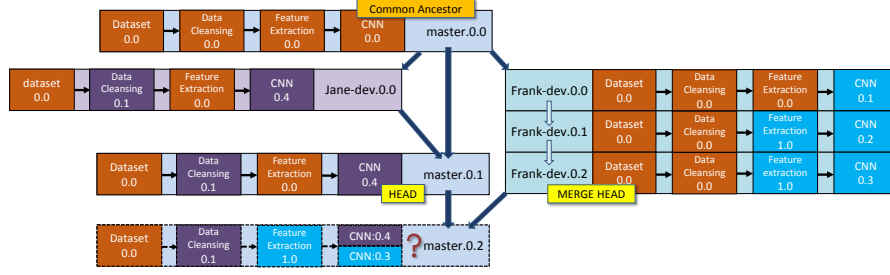 Common Ancestor
Dataset
0.0
Data
Cleansing
0.0
Feature
Extraction
0.0
CNN
0.0
master.0.0
dataset
0.0
Data
Cleansing
0.1
Feature
Extraction
0.0
CNN
0.4
Jane-dev.0.0
Frank-dev.0.0
Dataset
0.0
Data
Cleansing
0.0
Feature
Extraction
0.0
CNN
0.1
Frank-dev.0.1
Dataset
0.0
Data
Cleansing
0.0
Feature
Extraction
1.0
CNN
0.2
Frank-dev.0.2
Dataset
0.0
Data
Cleansing
0.0
Feature
extraction
1.0
CNN
0.3
MERGE HEAD
Dataset
0.0
Data
Cleansing
0.1
Feature
Extraction
0.0
CNN
0.4
master.0.1
HEAD
Dataset
0.0
Data
Cleansing
0.1
Feature
Extraction
1.0
CNN:0.4
CNN:0.3
?
master.0.2